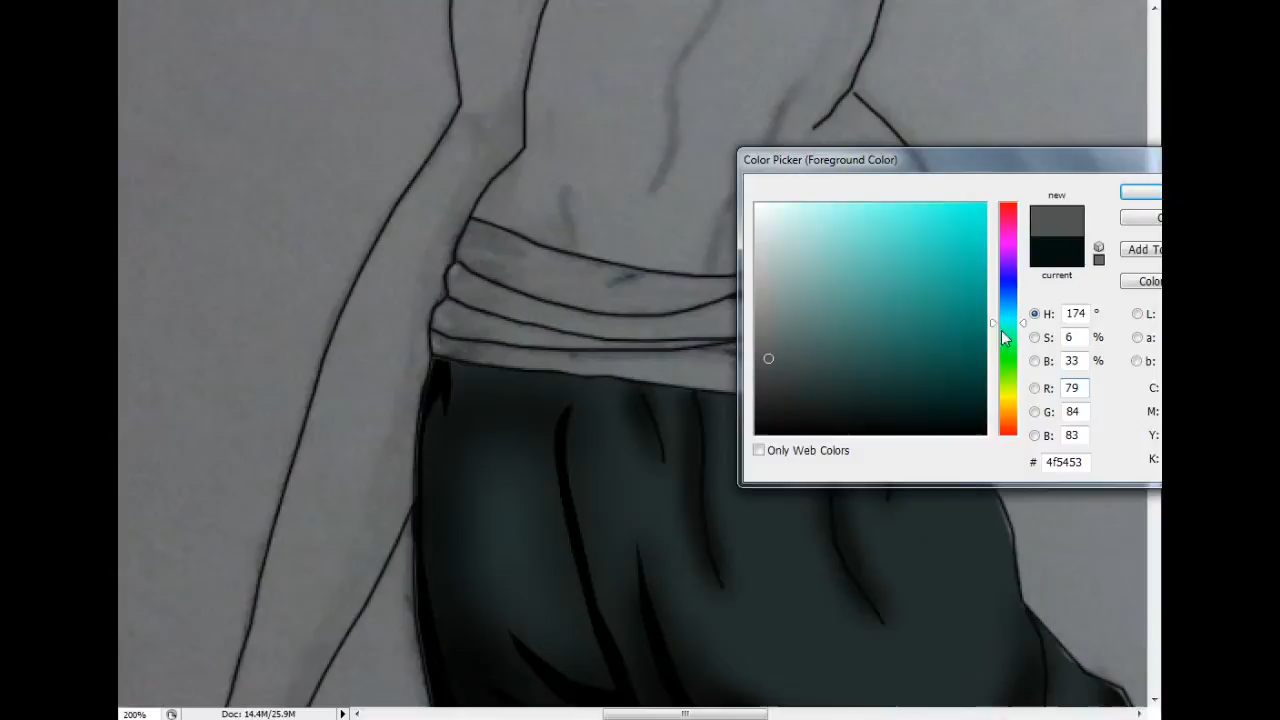 Color Picker (Foreground Color)
new
current
Add To
Color
H: 174 °
S: 6 %
B: 33 %
R: 79
G: 84
B: 83
# 4f5453
L:
a:
b:
C:
M:
Y:
K:
Only Web Colors
200%
Doc: 14.4M/25.9M